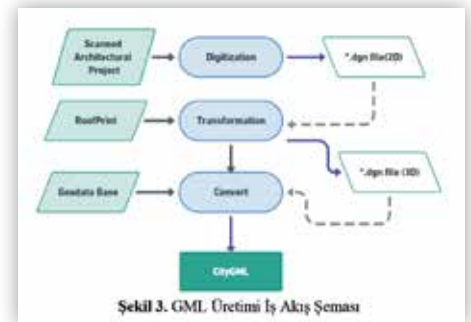 Scanned
Architectural
Project
Digitization
*.dgn file(2D)
RoofPrint
Transformation
*.dgn file (3D)
Geodata Base
Convert
CityGML
Şekil 3. GML Üretimi İş Akış Şeması